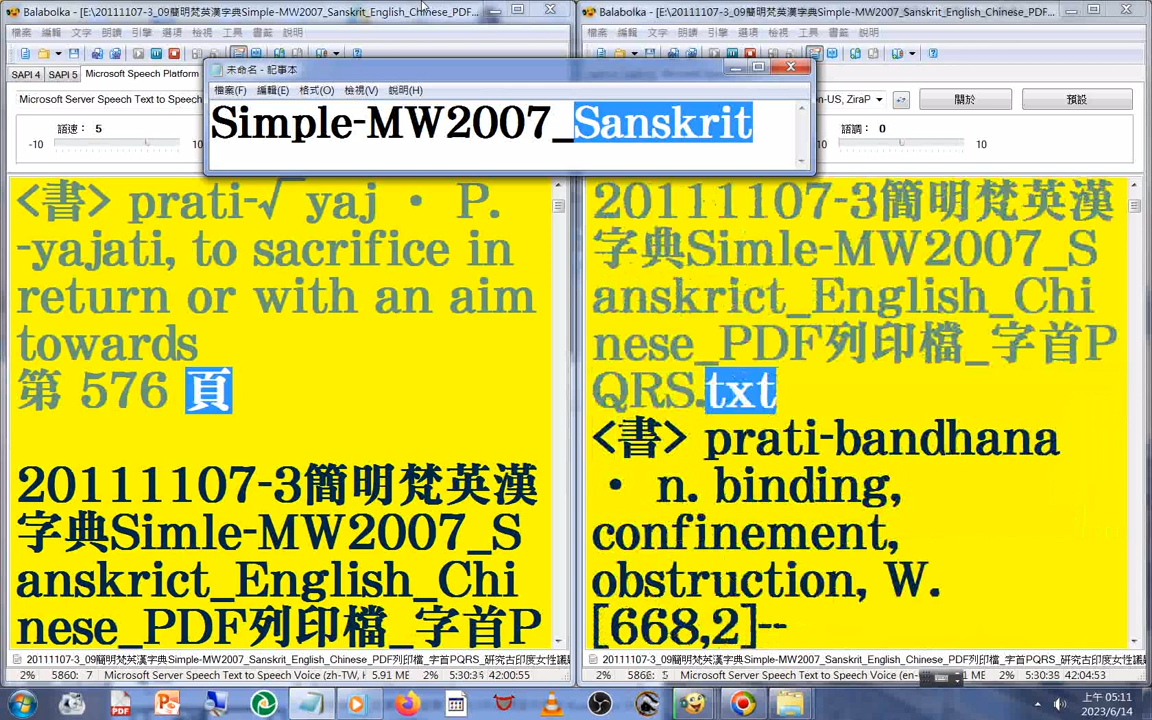 Balabolka - [E:\20111107-3_09簡明梵英漢字典Simple-MW2007_Sanskrit_English_Chinese_PDF...
檔案 編輯 文字 朗讀 引擎 選項 檢視 工具 書籤 說明
SAPI 4 SAPI 5 Microsoft Speech Platform
Microsoft Server Speech Text to Speech
語速： 5
-10 10
<書> prati-√ yaj • P.
-yajati, to sacrifice in
return or with an aim
towards
第 576 頁
20111107-3簡明梵英漢
字典Simle-MW2007_S
anskrict_English_Chi
nese_PDF列印檔_字首P
20111107-3_09簡明梵英漢字典Simple-MW2007_Sanskrit_English_Chinese_PDF列印檔_字首PQRS_研究古印度女性議
2% 5860: 7 Microsoft Server Speech Text to Speech Voice (zh-TW, H 5.91 MB 2% 5:30:35 42:00:55
未命名 - 記事本
檔案(F) 編輯(E) 格式(O) 檢視(V) 說明(H)
Simple-MW2007_Sanskrit
Balabolka - [E:\20111107-3_09簡明梵英漢字典Simple-MW2007_Sanskrit_English_Chinese_PDF...
檔案 編輯 文字 朗讀 引擎 選項 檢視 工具 書籤 說明
en-US, ZiraP 關於 預設
語調： 0
10
20111107-3簡明梵英漢
字典Simle-MW2007_S
anskrict_English_Chi
nese_PDF列印檔_字首P
QRS.txt
<書> prati-bandhana
• n. binding,
confinement,
obstruction, W.
[668,2]--
20111107-3_09簡明梵英漢字典Simple-MW2007_Sanskrit_English_Chinese_PDF列印檔_字首PQRS_研究古印度女性議
2% 586E: 5 Microsoft Server Speech Text to Speech Voice (en-US MB 2% 5:30:4 42:04:53
PDF
上午 05:11
2023/6/14